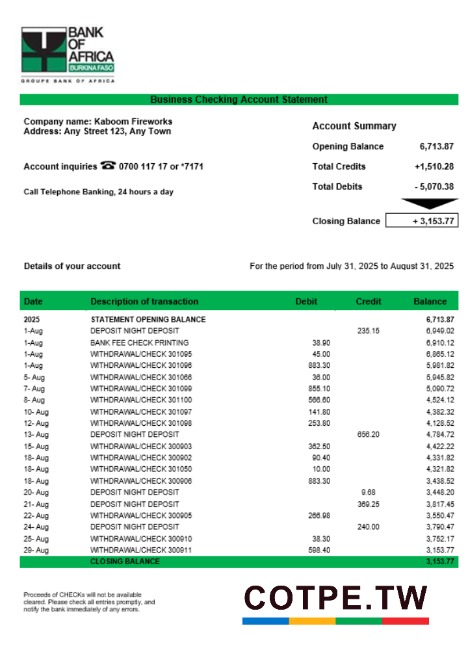 BANK
OF
AFRICA
BURKINA FASO
GROUPE BANK OF AFRICA
Business Checking Account Statement
Company name: Kaboom Fireworks
Address: Any Street 123, Any Town
Account Summary
Opening Balance 6,713.87
Account inquiries ☎ 0700 117 17 or *7171
Total Credits +1,510.28
Total Debits - 5,070.38
Call Telephone Banking, 24 hours a day
Closing Balance + 3,153.77
Details of your account For the period from July 31, 2025 to August 31, 2025
Date Description of transaction Debit Credit Balance
2025 STATEMENT OPENING BALANCE 6,713.87
1-Aug DEPOSIT NIGHT DEPOSIT 235.15 6,949.02
1-Aug BANK FEE CHECK PRINTING 38.90 6,910.12
1-Aug WITHDRAWAL/CHECK 301095 45.00 6,865.12
1-Aug WITHDRAWAL/CHECK 301096 883.30 5,981.82
5- Aug WITHDRAWAL/CHECK 301066 36.00 5,945.82
7- Aug WITHDRAWAL/CHECK 301099 855.10 5,090.72
8- Aug WITHDRAWAL/CHECK 301100 566.60 4,524.12
10- Aug WITHDRAWAL/CHECK 301097 141.80 4,382.32
12- Aug WITHDRAWAL/CHECK 301098 253.80 4,128.52
13- Aug DEPOSIT NIGHT DEPOSIT 656.20 4,784.72
15- Aug WITHDRAWAL/CHECK 300903 362.50 4,422.22
18- Aug WITHDRAWAL/CHECK 300902 90.40 4,331.82
18- Aug WITHDRAWAL/CHECK 301050 10.00 4,321.82
18- Aug WITHDRAWAL/CHECK 300906 883.30 3,438.52
20- Aug DEPOSIT NIGHT DEPOSIT 9.68 3,448.20
21- Aug DEPOSIT NIGHT DEPOSIT 369.25 3,817.45
22- Aug WITHDRAWAL/CHECK 300905 266.98 3,550.47
24- Aug DEPOSIT NIGHT DEPOSIT 240.00 3,790.47
25- Aug WITHDRAWAL/CHECK 300910 38.30 3,752.17
29- Aug WITHDRAWAL/CHECK 300911 598.40 3,153.77
CLOSING BALANCE 3,153.77
Proceeds of CHECKs will not be available
cleared. Please check all entries promptly, and
notify the bank immediately of any errors.
COTPE.TW